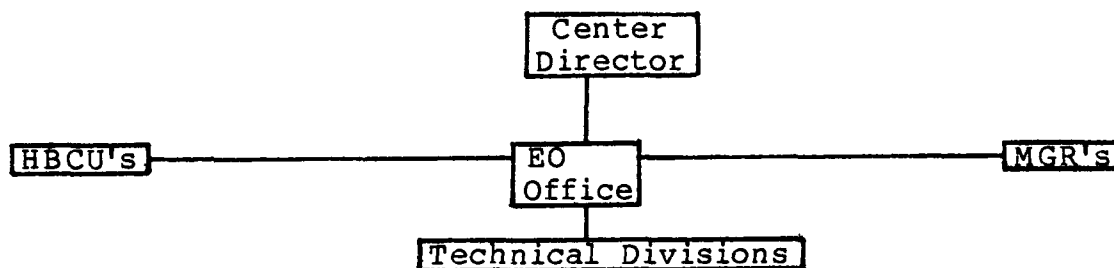 Center
Director
HBCU's
EO
Office
MGR's
Technical Divisions